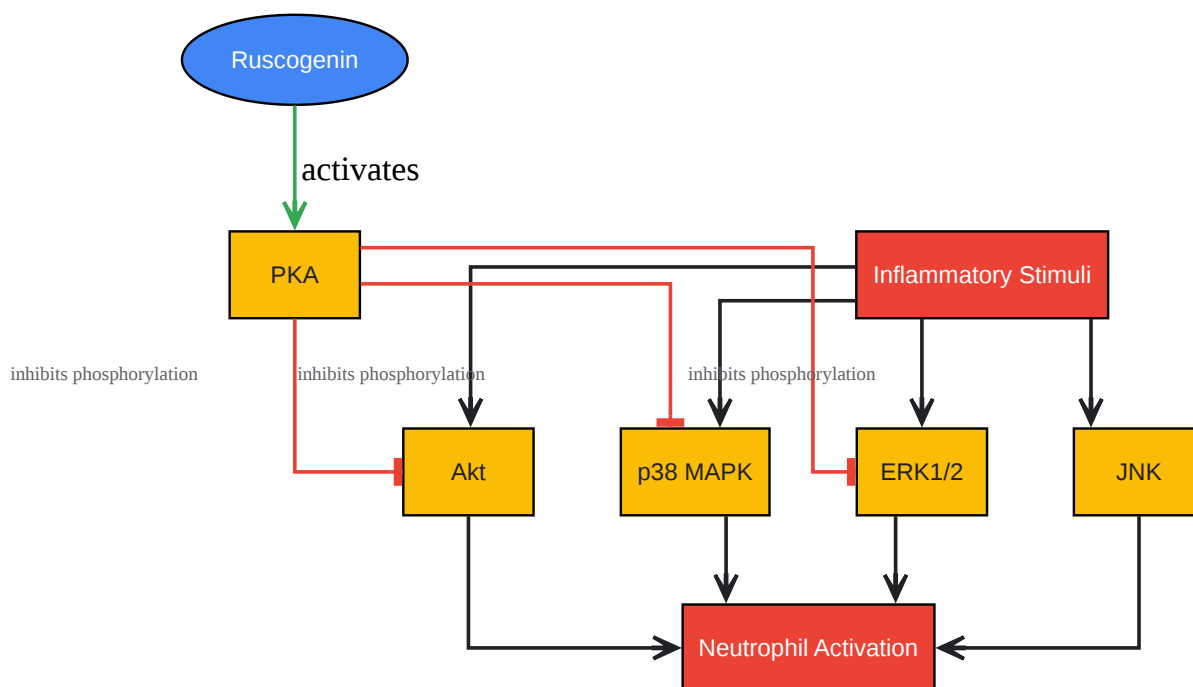 Ruscogenin
activates
PKA
Inflammatory Stimuli
inhibits phosphorylation
inhibits phosphorylation
inhibits phosphorylation
Akt
p38 MAPK
ERK1/2
JNK
Neutrophil Activation